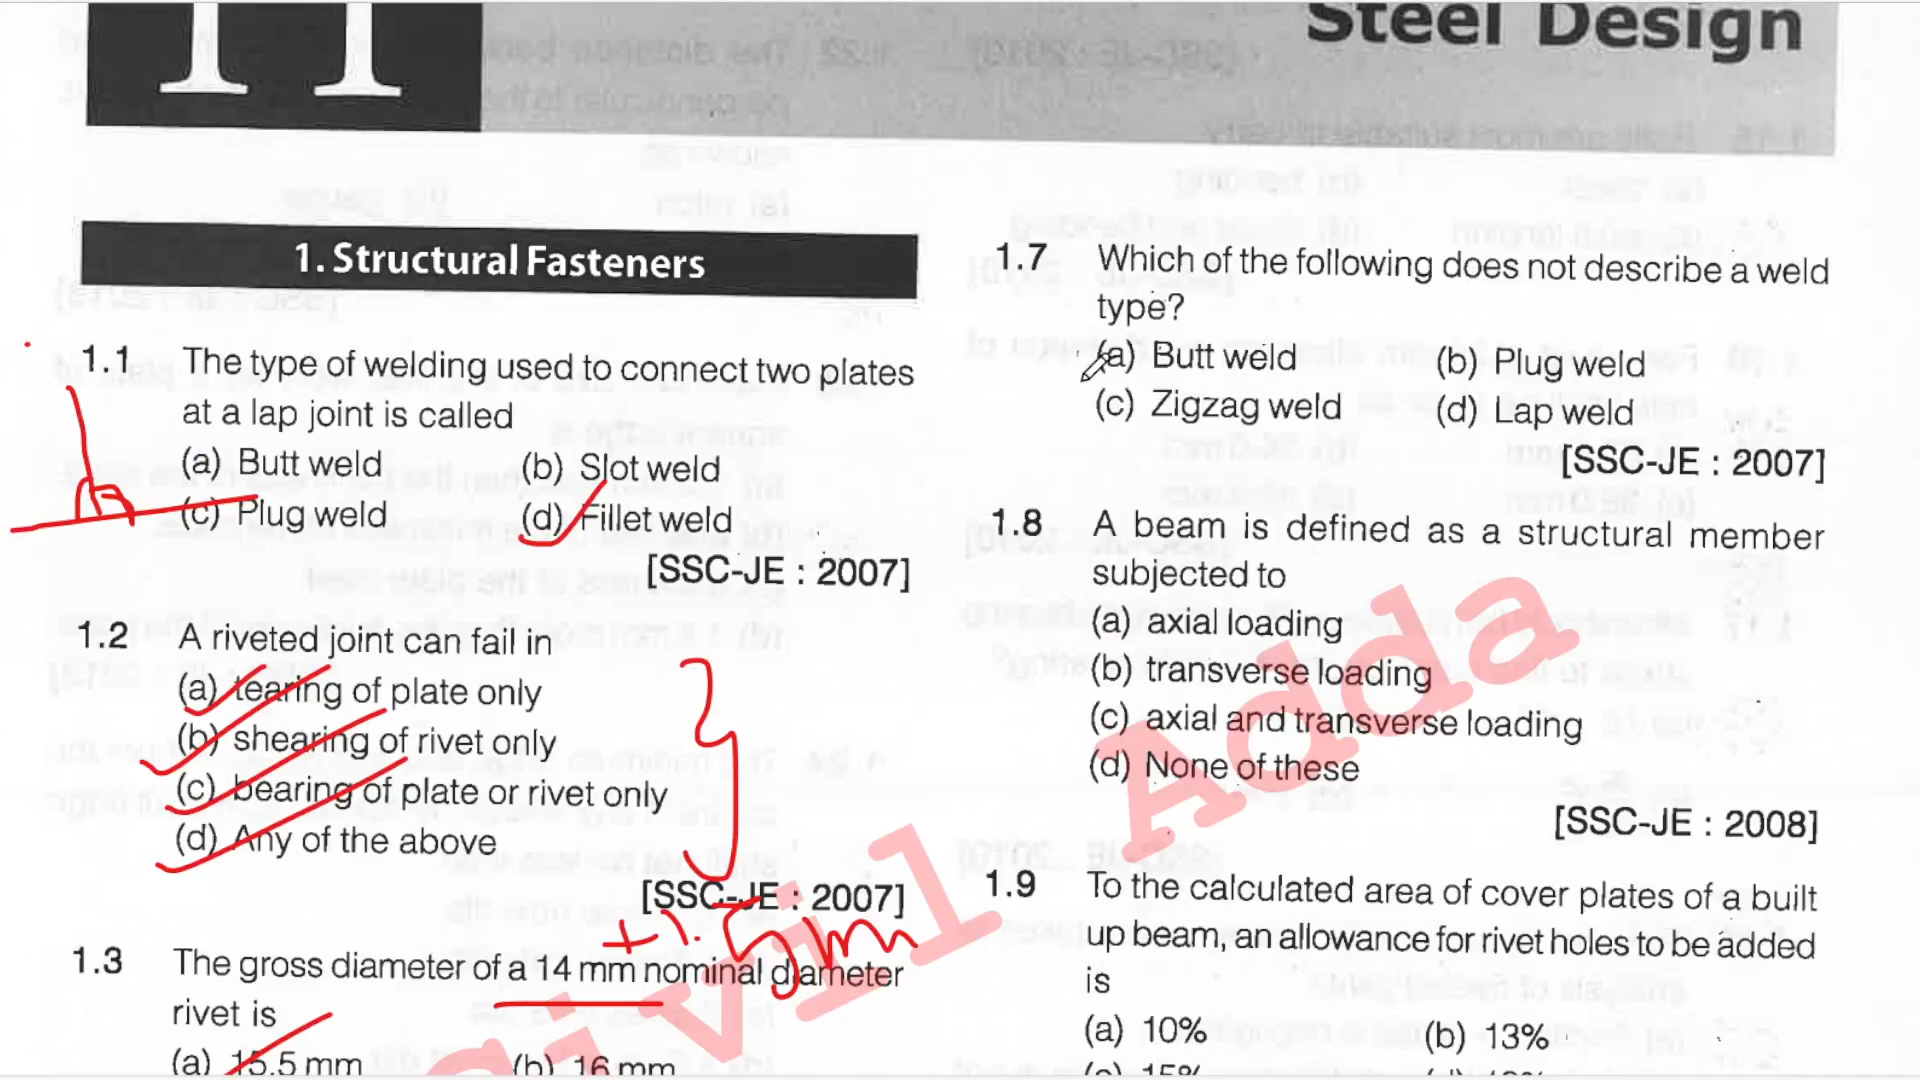 Steel Design
1. Structural Fasteners
1.1 The type of welding used to connect two plates
at a lap joint is called
(a) Butt weld (b) Slot weld
(c) Plug weld (d) Fillet weld
[SSC-JE : 2007]
1.2 A riveted joint can fail in
(a) tearing of plate only
(b) shearing of rivet only
(c) bearing of plate or rivet only
(d) Any of the above
[SSC-JE : 2007]
+1.5mm
1.3 The gross diameter of a 14 mm nominal diameter
rivet is
(a) 15.5 mm (b) 16 mm
1.7 Which of the following does not describe a weld
type?
(a) Butt weld (b) Plug weld
(c) Zigzag weld (d) Lap weld
[SSC-JE : 2007]
1.8 A beam is defined as a structural member
subjected to
(a) axial loading
(b) transverse loading
(c) axial and transverse loading
(d) None of these
[SSC-JE : 2008]
1.9 To the calculated area of cover plates of a built
up beam, an allowance for rivet holes to be added
is
(a) 10% (b) 13%
(c) 15%
Civil Adda